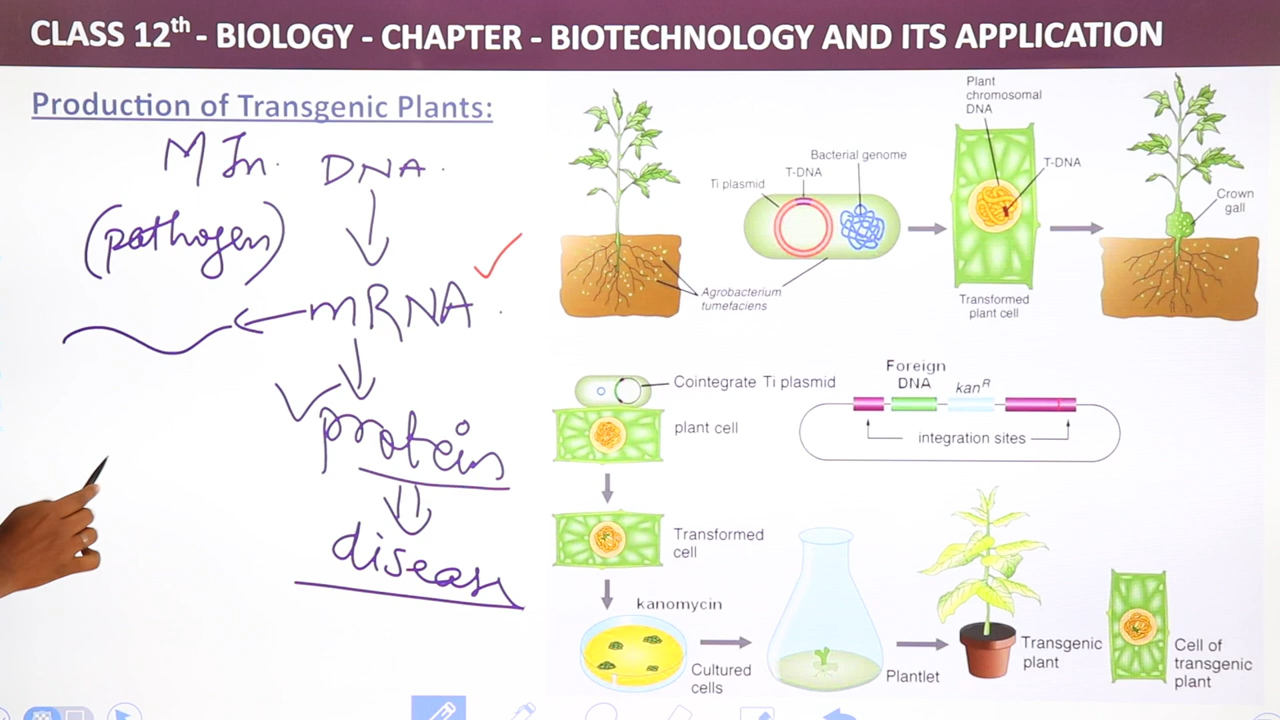 CLASS 12th - BIOLOGY - CHAPTER - BIOTECHNOLOGY AND ITS APPLICATION
Production of Transgenic Plants:
M In. DNA.
(pathogen)
mRNA.
protein
disease
Plant
chromosomal
DNA
Bacterial genome
T-DNA
Ti plasmid
T-DNA
Crown
gall
Agrobacterium
tumefaciens
Transformed
plant cell
Cointegrate Ti plasmid
plant cell
Foreign
DNA
kanR
integration sites
Transformed
cell
kanomycin
Cultured
cells
Plantlet
Transgenic
plant
Cell of
transgenic
plant